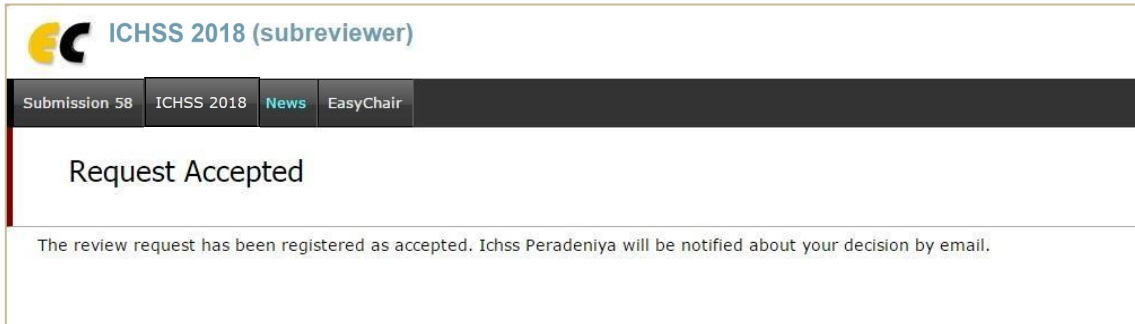 EC ICHSS 2018 (subreviewer)
Submission 58 ICHSS 2018 News EasyChair
Request Accepted
The review request has been registered as accepted. Ichss Peradeniya will be notified about your decision by email.